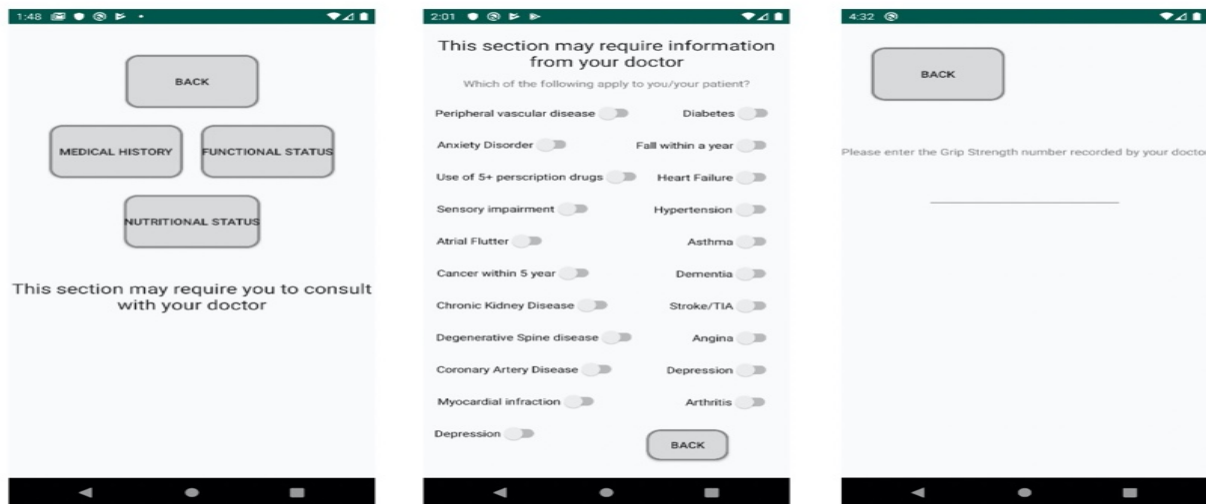 1:48
BACK
MEDICAL HISTORY
FUNCTIONAL STATUS
NUTRITIONAL STATUS
This section may require you to consult
with your doctor
2:01
This section may require information
from your doctor
Which of the following apply to you/your patient?
Peripheral vascular disease
Diabetes
Anxiety Disorder
Fall within a year
Use of 5+ perscription drugs
Heart Failure
Sensory impairment
Hypertension
Atrial Flutter
Asthma
Cancer within 5 year
Dementia
Chronic Kidney Disease
Stroke/TIA
Degenerative Spine disease
Angina
Coronary Artery Disease
Depression
Myocardial infraction
Arthritis
Depression
BACK
4:32
BACK
Please enter the Grip Strength number recorded by your doctor